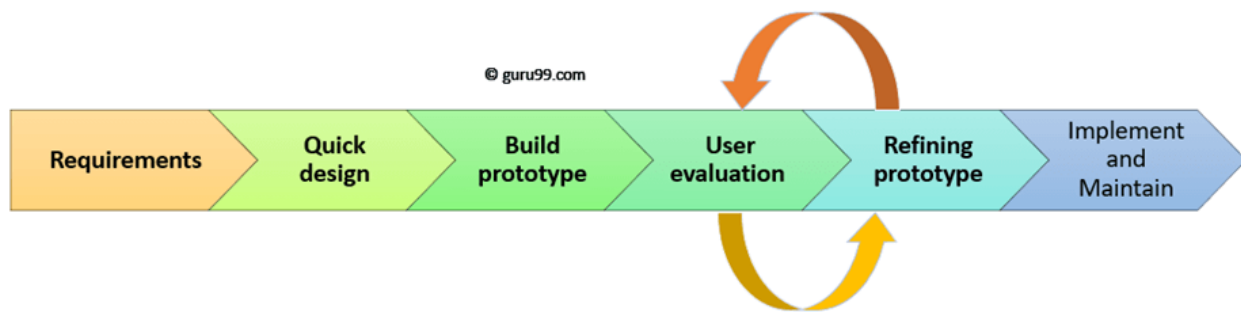 © guru99.com
Requirements
Quick
design
Build
prototype
User
evaluation
Refining
prototype
Implement
and
Maintain